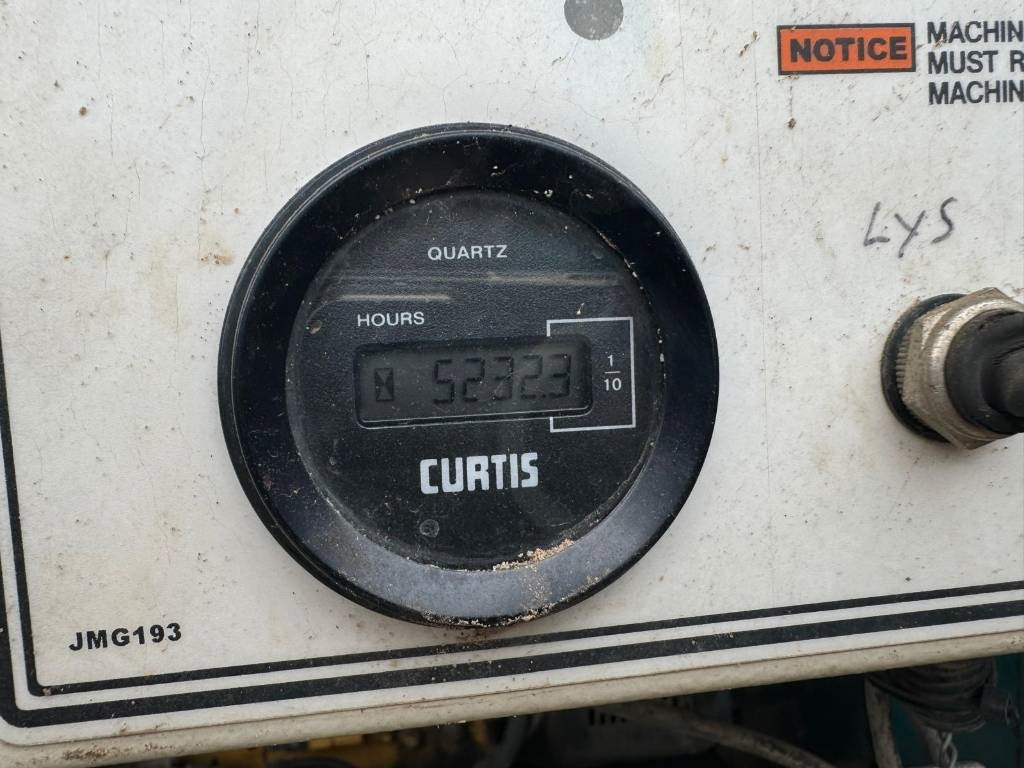 NOTICE MACHIN
MUST R
MACHIN
LYS
QUARTZ
HOURS
5232.3
1
10
CURTIS
JMG193